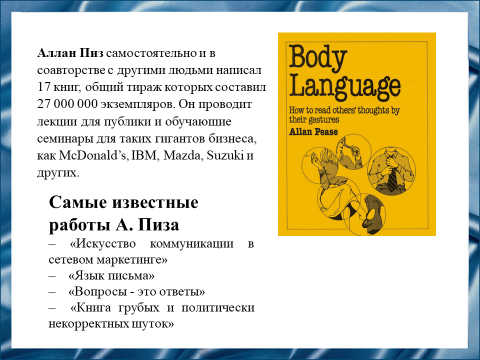 Аллан Пиз самостоятельно и в
соавторстве с другими людьми написал
17 книг, общий тираж которых составил
27 000 000 экземпляров. Он проводит
лекции для публики и обучающие
семинары для таких гигантов бизнеса,
как McDonald’s, IBM, Mazda, Suzuki и
других.
Самые известные
работы А. Пиза
– «Искусство коммуникации в
сетевом маркетинге»
– «Язык письма»
– «Вопросы - это ответы»
– «Книга грубых и политически
некорректных шуток»
Body
Language
How to read others' thoughts by
their gestures
Allan Pease